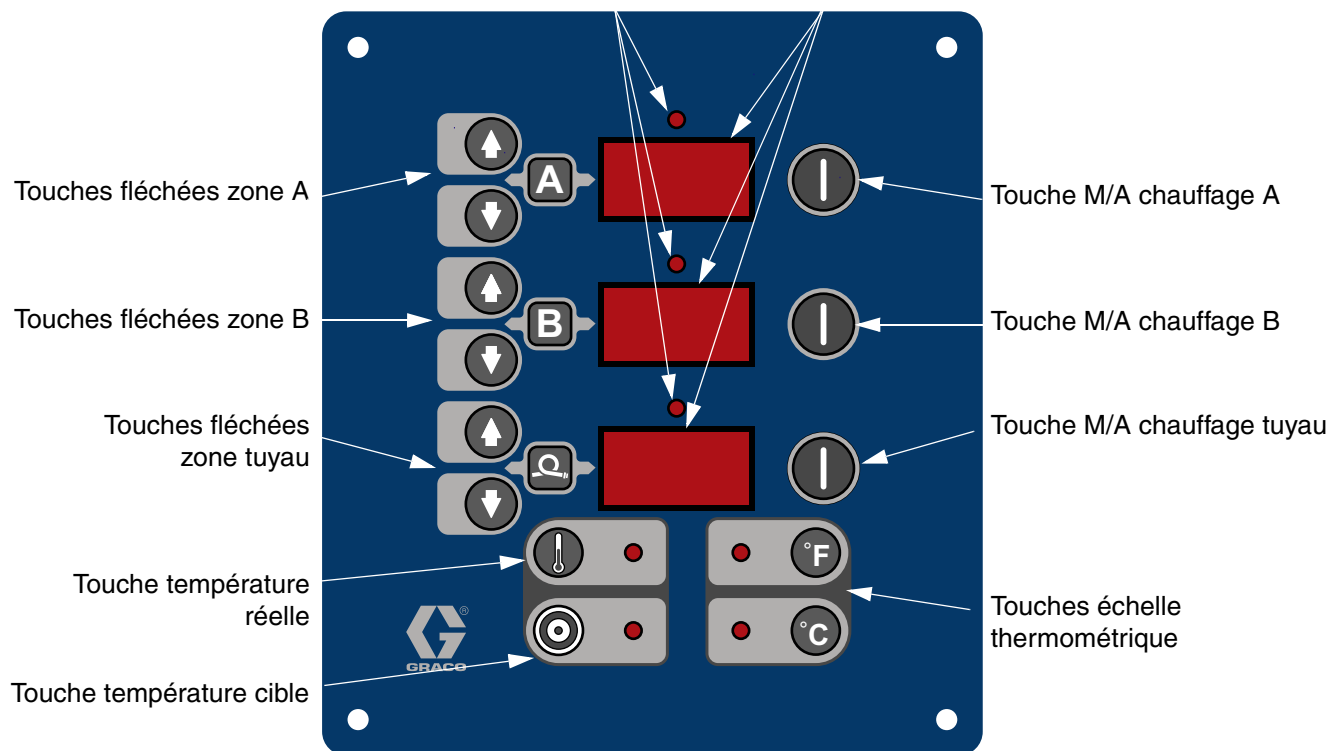 Touches fléchées zone A
A
Touche M/A chauffage A
Touches fléchées zone B
B
Touche M/A chauffage B
Touches fléchées
zone tuyau
Touche M/A chauffage tuyau
Touche température
réelle
°F
°C
Touches échelle
thermométrique
GRACO®
Touche température cible